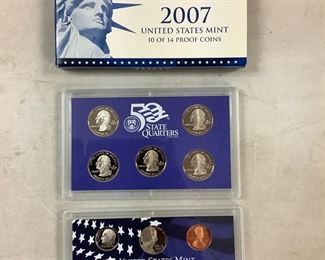 2007
UNITED STATES MINT
10 OF 14 PROOF COINS
50
STATE
QUARTERS
UNITED STATES MINT